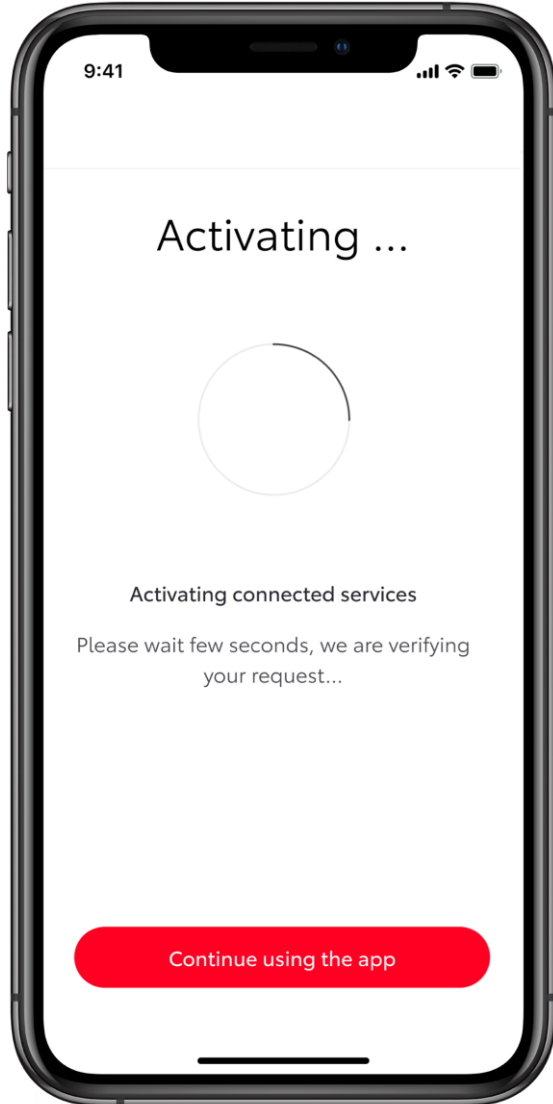 9:41
Activating ...
Activating connected services
Please wait few seconds, we are verifying
your request...
Continue using the app